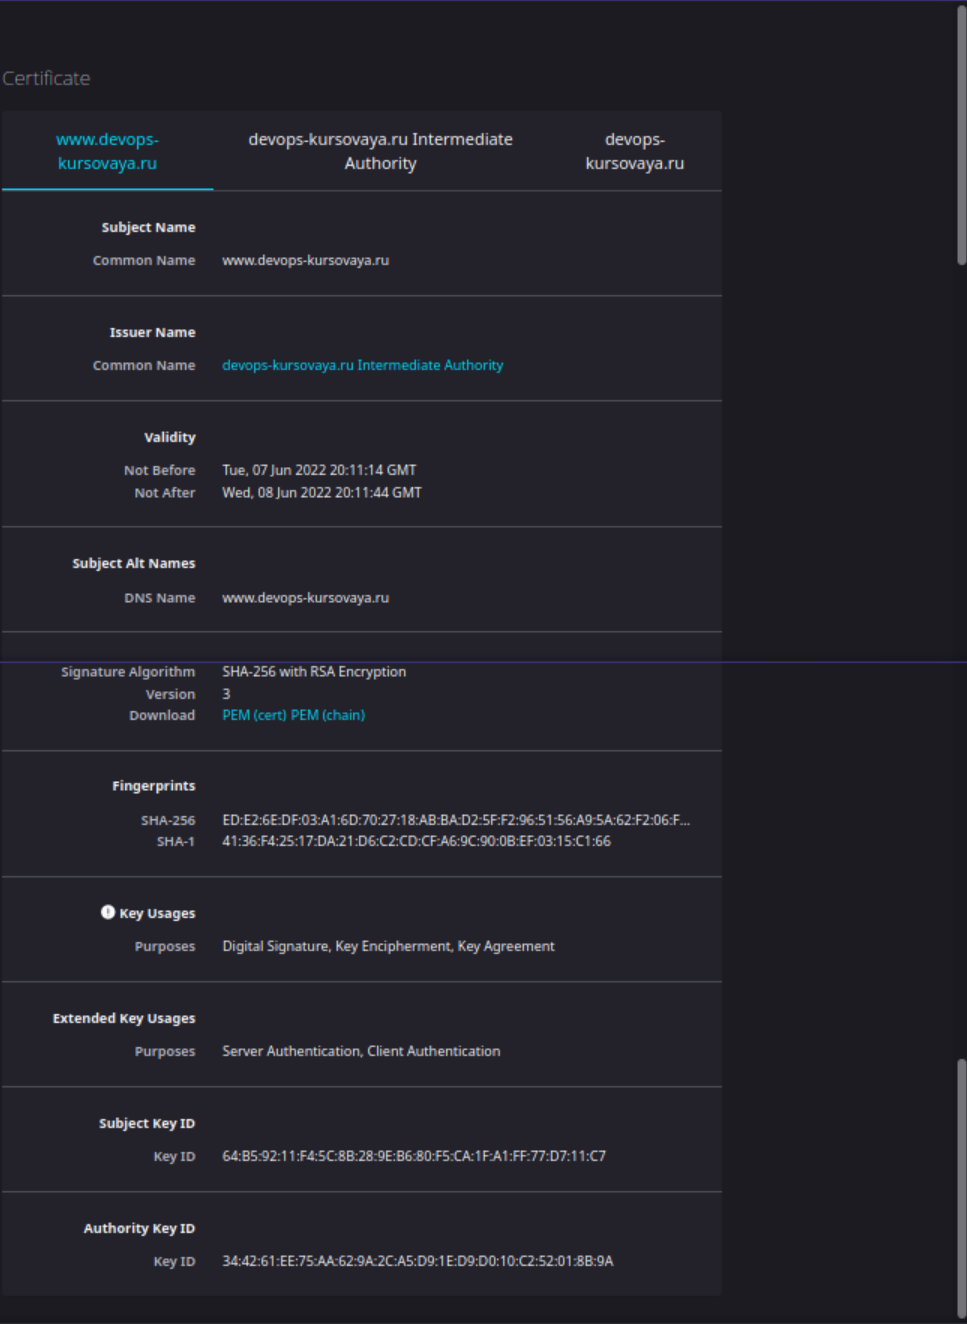 Certificate
www.devops-
kursovaya.ru
devops-kursovaya.ru Intermediate
Authority
devops-
kursovaya.ru
Subject Name
Common Name www.devops-kursovaya.ru
Issuer Name
Common Name devops-kursovaya.ru Intermediate Authority
Validity
Not Before Tue, 07 Jun 2022 20:11:14 GMT
Not After Wed, 08 Jun 2022 20:11:44 GMT
Subject Alt Names
DNS Name www.devops-kursovaya.ru
Signature Algorithm SHA-256 with RSA Encryption
Version 3
Download PEM (cert) PEM (chain)
Fingerprints
SHA-256 ED:E2:6E:DF:03:A1:6D:70:27:18:AB:BA:D2:5F:F2:96:51:56:A9:5A:62:F2:06:F...
SHA-1 41:36:F4:25:17:DA:21:D6:C2:CD:CF:A6:9C:90:0B:EF:03:15:C1:66
Key Usages
Purposes Digital Signature, Key Encipherment, Key Agreement
Extended Key Usages
Purposes Server Authentication, Client Authentication
Subject Key ID
Key ID 64:B5:92:11:F4:5C:8B:28:9E:B6:80:F5:CA:1F:A1:FF:77:D7:11:C7
Authority Key ID
Key ID 34:42:61:EE:75:AA:62:9A:2C:A5:D9:1E:D9:D0:10:C2:52:01:8B:9A